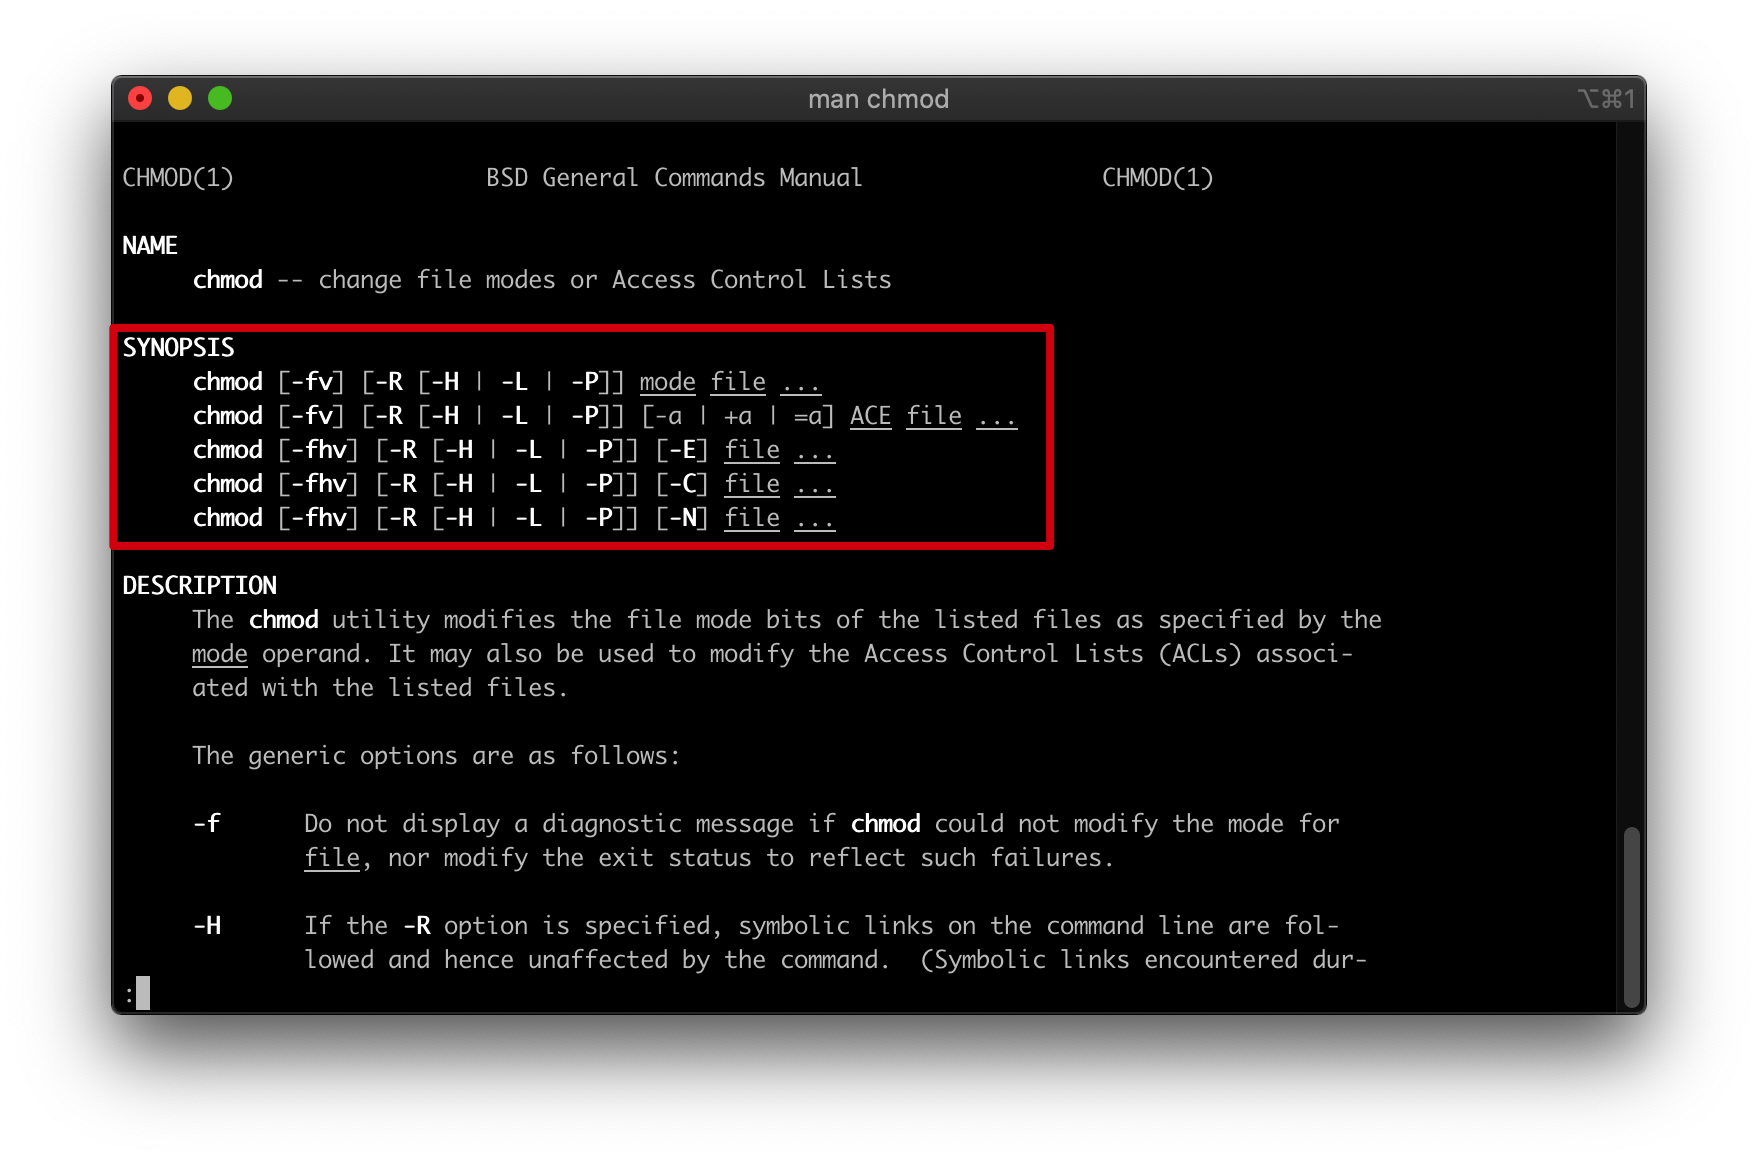 man chmod ⌥⌘1
CHMOD(1) BSD General Commands Manual CHMOD(1)
NAME
chmod -- change file modes or Access Control Lists
SYNOPSIS
chmod [-fv] [-R [-H | -L | -P]] mode file ...
chmod [-fv] [-R [-H | -L | -P]] [-a | +a | =a] ACE file ...
chmod [-fhv] [-R [-H | -L | -P]] [-E] file ...
chmod [-fhv] [-R [-H | -L | -P]] [-C] file ...
chmod [-fhv] [-R [-H | -L | -P]] [-N] file ...
DESCRIPTION
The chmod utility modifies the file mode bits of the listed files as specified by the
mode operand. It may also be used to modify the Access Control Lists (ACLs) associ-
ated with the listed files.
The generic options are as follows:
-f Do not display a diagnostic message if chmod could not modify the mode for
file, nor modify the exit status to reflect such failures.
-H If the -R option is specified, symbolic links on the command line are fol-
lowed and hence unaffected by the command.  (Symbolic links encountered dur-
: